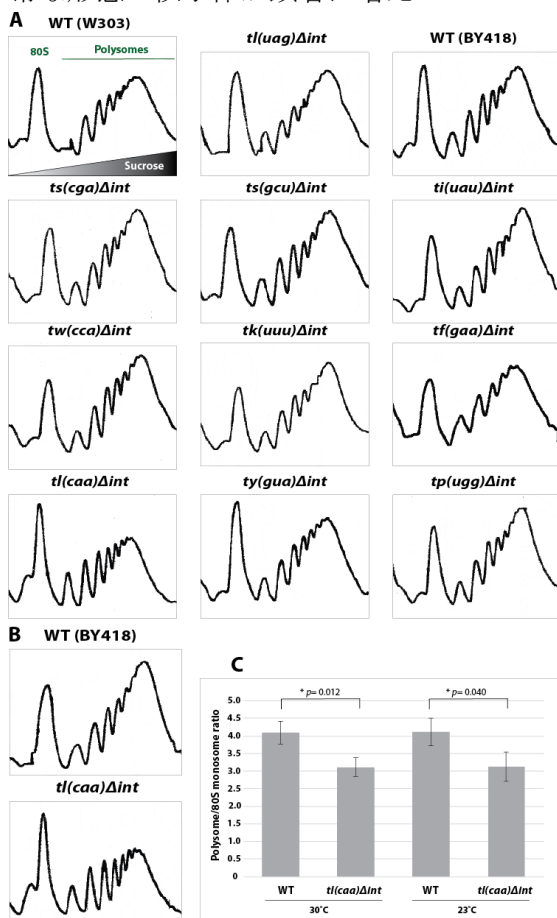 A WT (W303)
tl(uag)Δint
WT (BY418)
80S
Polysomes
Sucrose
ts(cga)Δint
ts(gcu)Δint
ti(uau)Δint
tw(cca)Δint
tk(uuu)Δint
tf(gaa)Δint
tl(caa)Δint
ty(gua)Δint
tp(ugg)Δint
B WT (BY418)
tl(caa)Δint
C
* p= 0.012
* p= 0.040
Polysome/80S monosome ratio
5.0
4.5
4.0
3.5
3.0
2.5
2.0
1.5
1.0
0.5
0
WT
tl(caa)Δint
WT
tl(caa)Δint
30˚C
23˚C